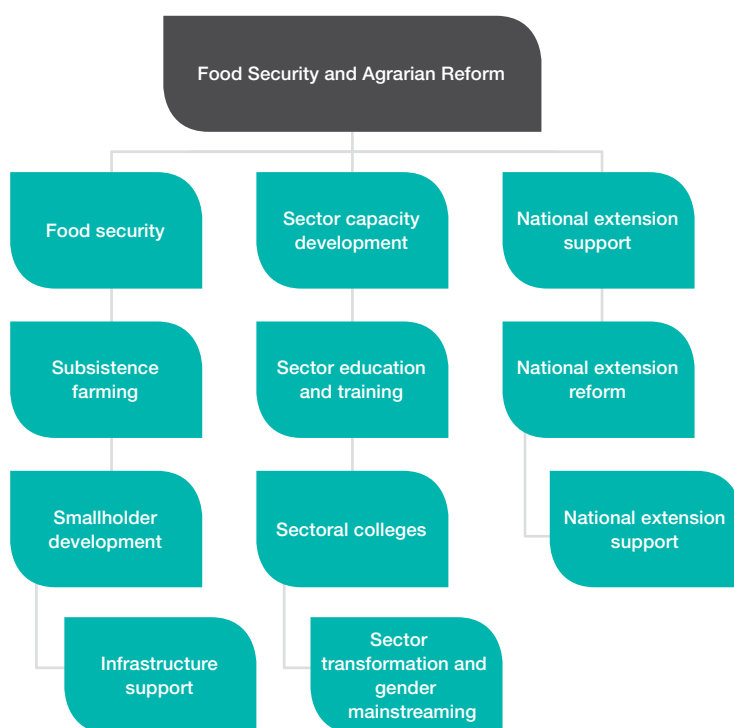 Food Security and Agrarian Reform
Food security
Sector capacity
development
National extension
support
Subsistence
farming
Sector education
and training
National extension
reform
Smallholder
development
Sectoral colleges
National extension
support
Infrastructure
support
Sector
transformation and
gender
mainstreaming